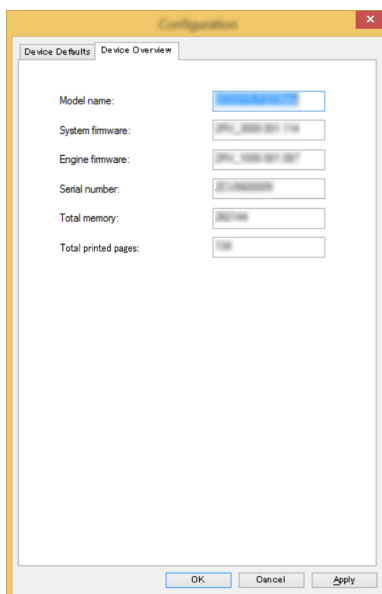 Configuration
Device Defaults Device Overview
Model name:
System firmware:
Engine firmware:
Serial number:
Total memory:
Total printed pages:
OK Cancel Apply